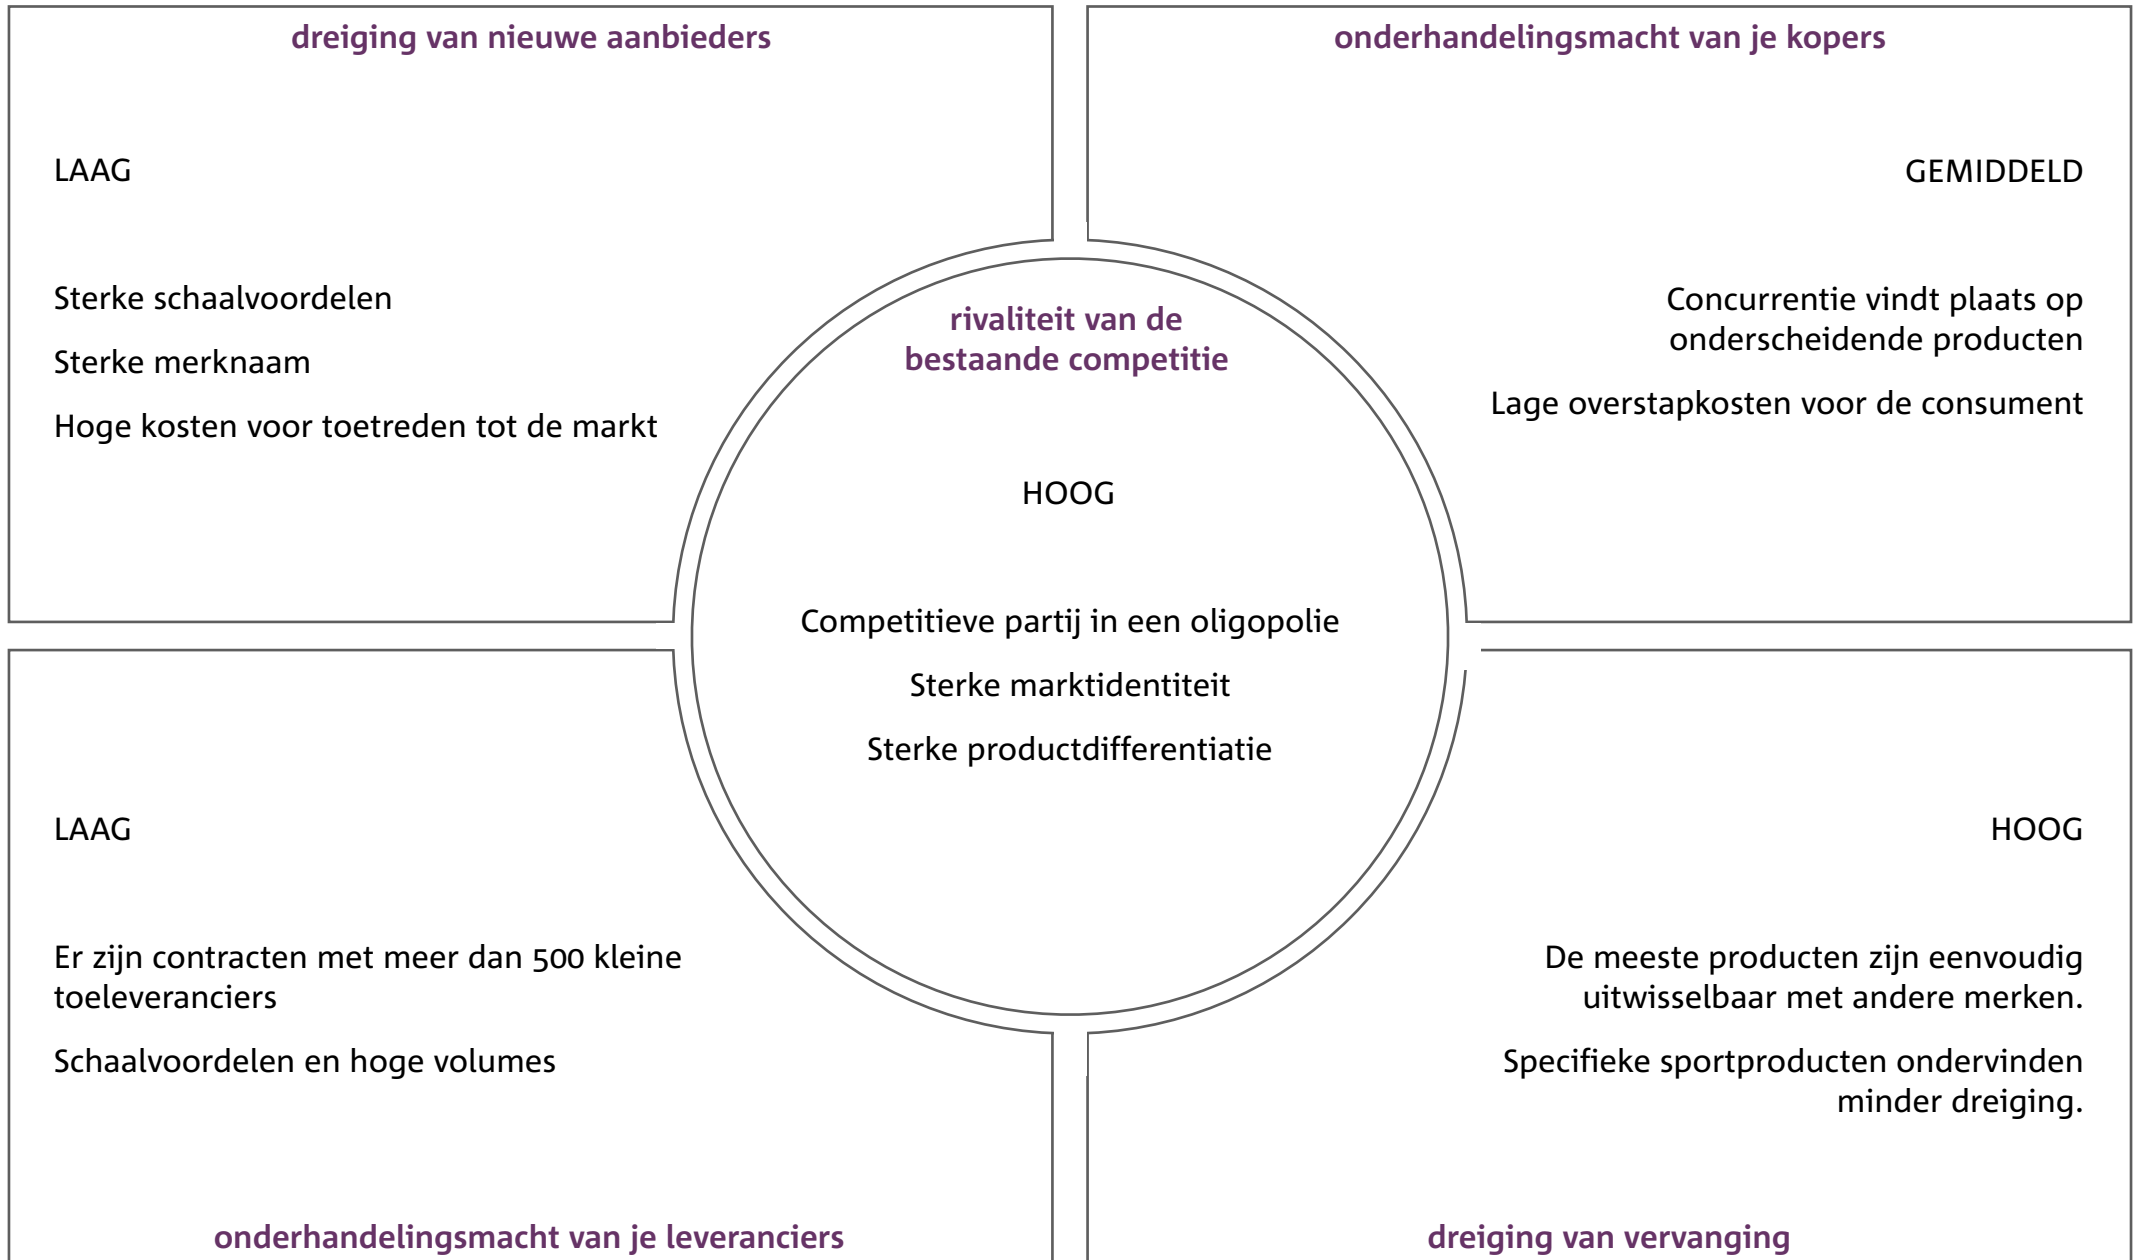 dreiging van nieuwe aanbieders
LAAG
Sterke schaalvoordelen
Sterke merknaam
Hoge kosten voor toetreden tot de markt
onderhandelingsmacht van je kopers
GEMIDDELD
Concurrentie vindt plaats op
onderscheidende producten
Lage overstapkosten voor de consument
rivaliteit van de
bestaande competitie
HOOG
Competitieve partij in een oligopolie
Sterke marktidentiteit
Sterke productdifferentiatie
LAAG
Er zijn contracten met meer dan 500 kleine
toeleveranciers
Schaalvoordelen en hoge volumes
onderhandelingsmacht van je leveranciers
HOOG
De meeste producten zijn eenvoudig
uitwisselbaar met andere merken.
Specifieke sportproducten ondervinden
minder dreiging.
dreiging van vervanging